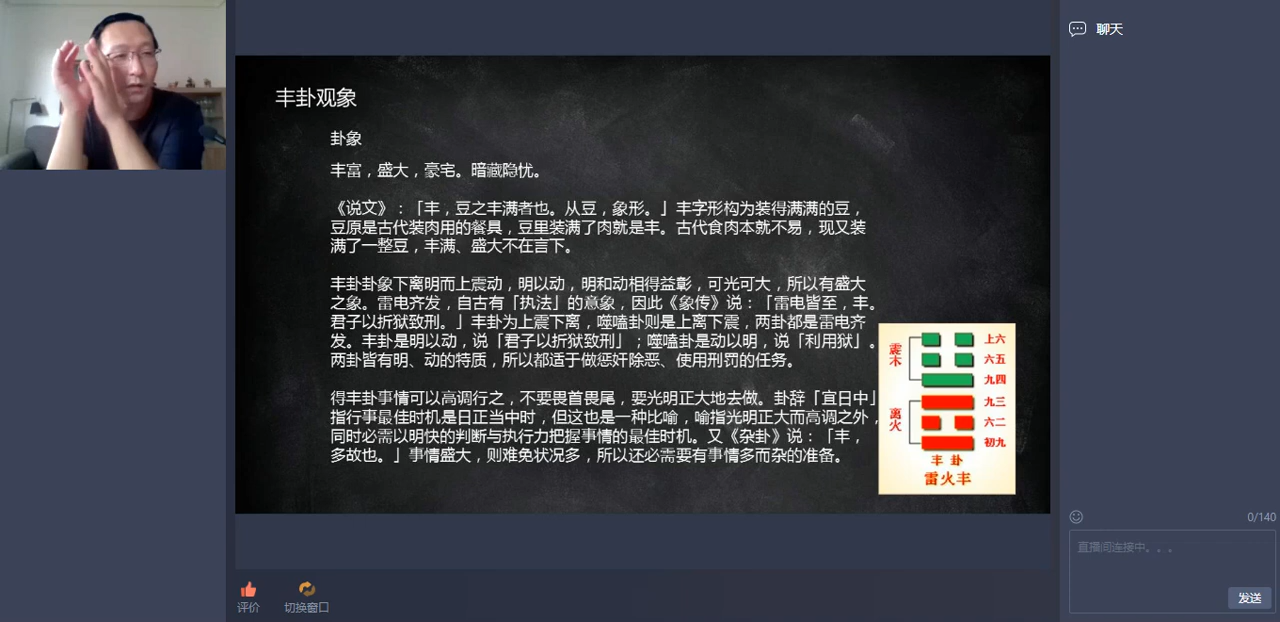 聊天
丰卦观象
卦象
丰富，盛大，豪宅。暗藏隐忧。
《说文》：「丰，豆之丰满者也。从豆，象形。」丰字形构为装得满满的豆，
豆原是古代装肉用的餐具，豆里装满了肉就是丰。古代食肉本就不易，现又装
满了一整豆，丰满、盛大不在言下。
丰卦卦象下离明而上震动，明以动，明和动相得益彰，可光可大，所以有盛大
之象。雷电齐发，自古有「执法」的意象，因此《象传》说：「雷电皆至，丰。
君子以折狱致刑。」丰卦为上震下离，噬嗑卦则是上离下震，两卦都是雷电齐
发。丰卦是明以动，说「君子以折狱致刑」；噬嗑卦是动以明，说「利用狱」。
两卦皆有明、动的特质，所以都适于做惩奸除恶、使用刑罚的任务。
得丰卦事情可以高调行之，不要畏首畏尾，要光明正大地去做。卦辞「宜日中」
指行事最佳时机是日正当中时，但这也是一种比喻，喻指光明正大而高调之外，
同时必需以明快的判断与执行力把握事情的最佳时机。又《杂卦》说：「丰，
多故也。」事情盛大，则难免状况多，所以还必需要有事情多而杂的准备。
震木
上六
六五
九四
离火
九三
六二
初九
丰 卦
雷火丰
0/140
直播间连接中。。。
发送
评价
切换窗口